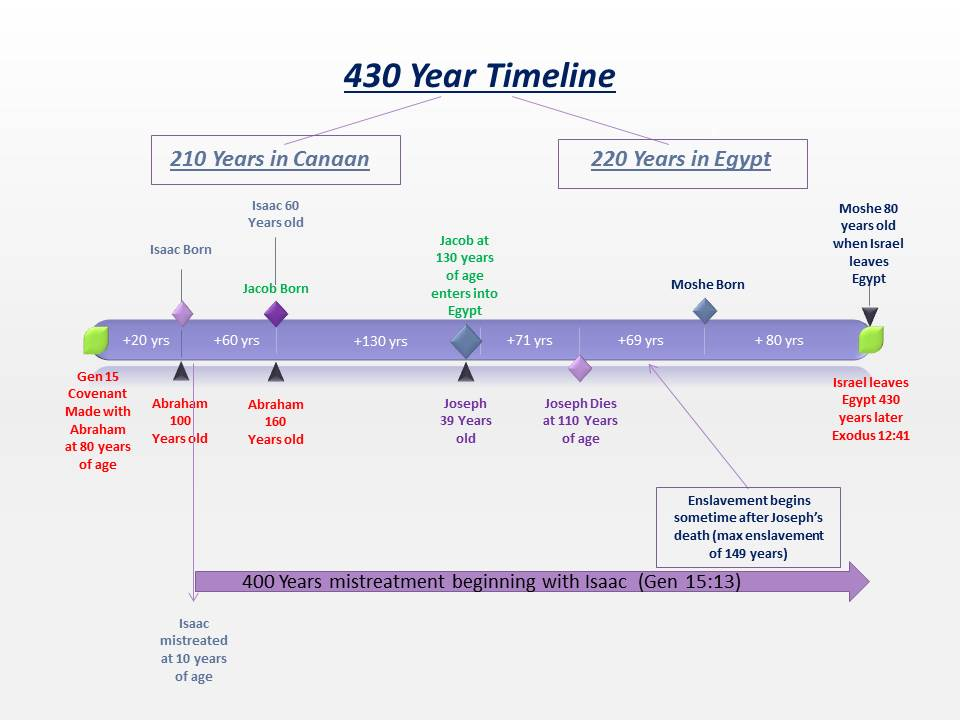 430 Year Timeline
210 Years in Canaan
220 Years in Egypt
Isaac 60
Years old
Isaac Born
Jacob Born
Jacob at
130 years
of age
enters into
Egypt
Moshe Born
Moshe 80
years old
when Israel
leaves
Egypt
+20 yrs
+60 yrs
+130 yrs
+71 yrs
+69 yrs
+ 80 yrs
Gen 15
Covenant
Made with
Abraham
at 80 years
of age
Abraham
100
Years old
Abraham
160
Years old
Joseph
39 Years
old
Joseph Dies
at 110 Years
of age
Israel leaves
Egypt 430
years later
Exodus 12:41
Enslavement begins
sometime after Joseph’s
death (max enslavement
of 149 years)
400 Years mistreatment beginning with Isaac (Gen 15:13)
Isaac
mistreated
at 10 years
of age